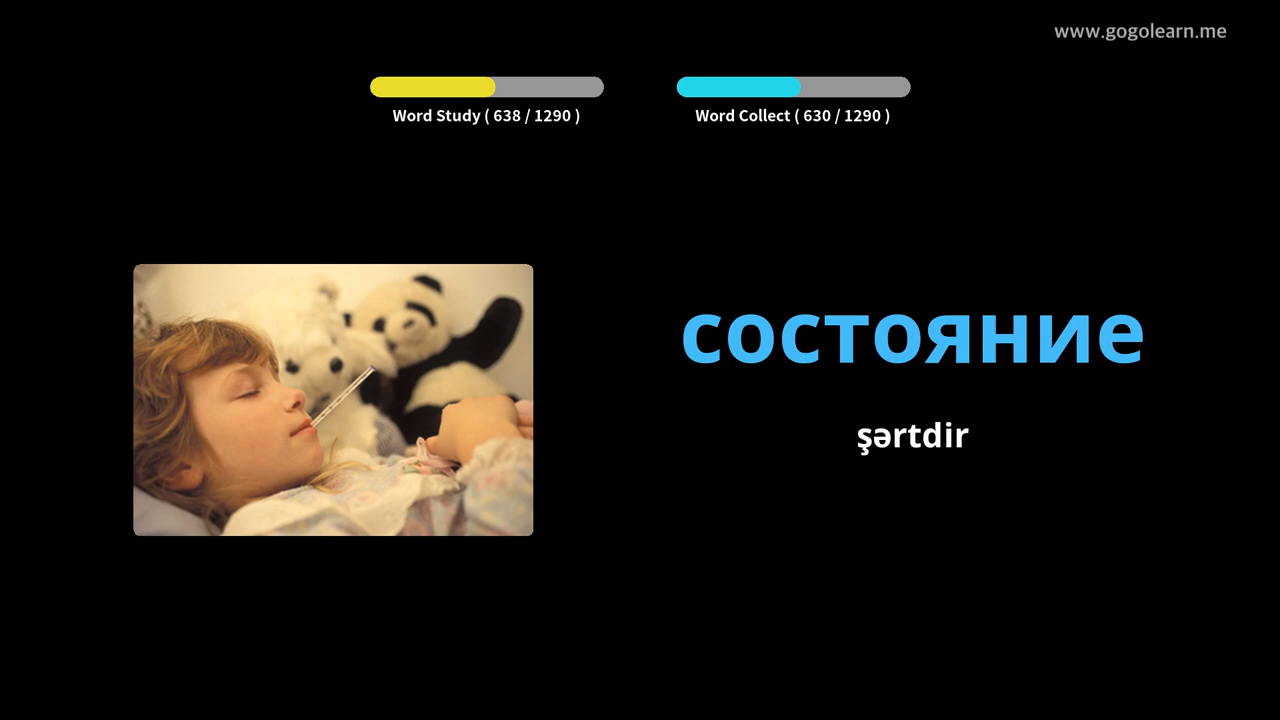 www.gogolearn.me
Word Study ( 638 / 1290 )
Word Collect ( 630 / 1290 )
состояние
şərtdir